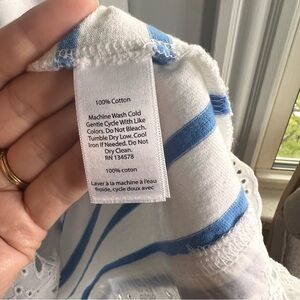 100% Cotton
Machine Wash Cold
Gentle Cycle With Like
Colors. Do Not Bleach.
Tumble Dry Low. Cool
Iron If Needed. Do Not
Dry Clean.
RN 134578
100% coton
Laver à la machine à l'eau
froide, cycle doux avec